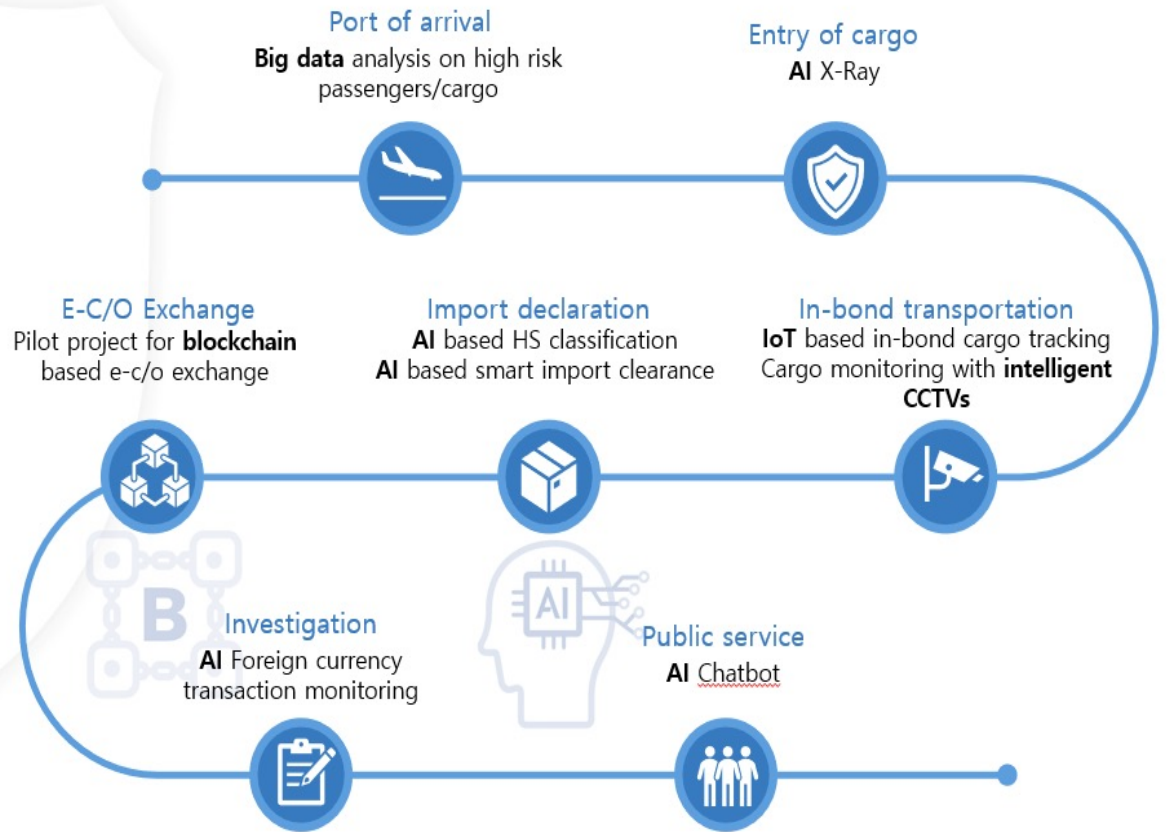 Port of arrival
Big data analysis on high risk
passengers/cargo
Entry of cargo
AI X-Ray
E-C/O Exchange
Pilot project for blockchain
based e-c/o exchange
Import declaration
AI based HS classification
AI based smart import clearance
In-bond transportation
IoT based in-bond cargo tracking
Cargo monitoring with intelligent
CCTVs
B
AI
Investigation
AI Foreign currency
transaction monitoring
Public service
AI Chatbot